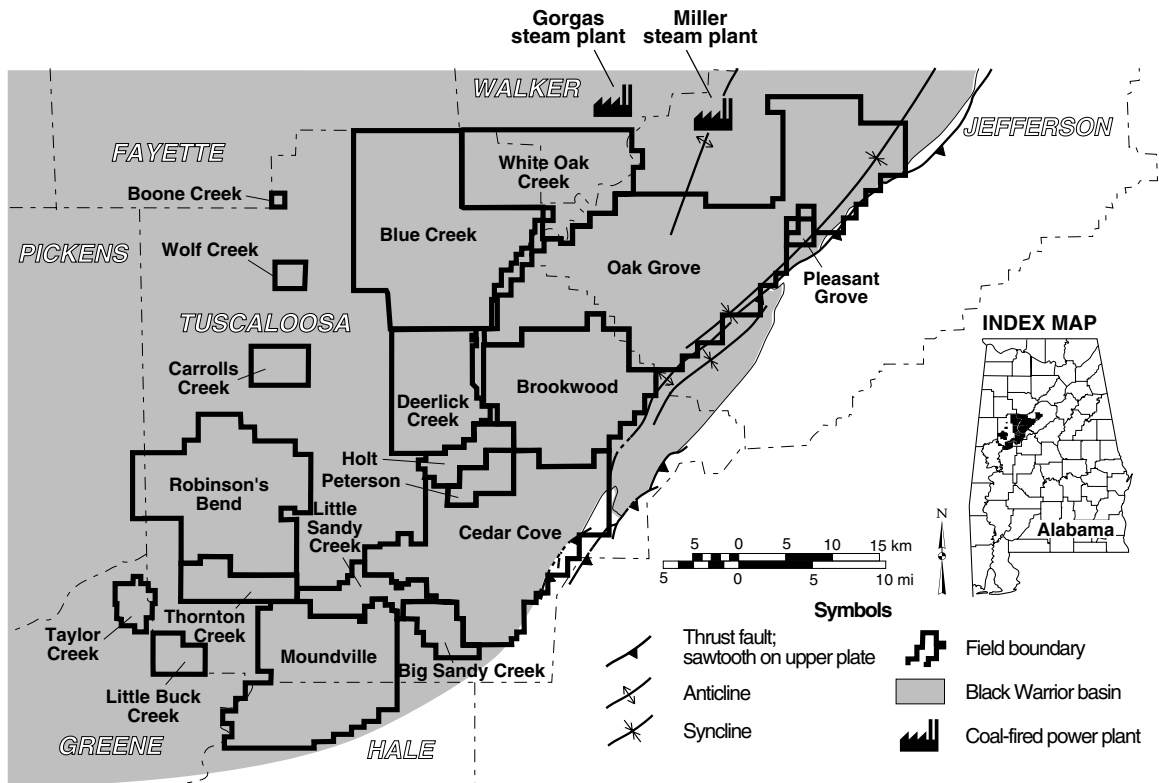 Gorgas
steam plant
Miller
steam plant
WALKER
JEFFERSON
FAYETTE
White Oak
Creek
Boone Creek
Blue Creek
PICKENS
Wolf Creek
Oak Grove
Pleasant
Grove
TUSCALOOSA
INDEX MAP
Carrolls
Creek
Brookwood
Deerlick
Creek
Holt
Peterson
Robinson's
Bend
Little
Sandy
Creek
Cedar Cove
N
Alabama
5 0 5 10 15 km
5 0 5 10 mi
Thornton
Creek
Taylor
Creek
Moundville
Big Sandy Creek
Little Buck
Creek
GREENE
HALE
Symbols
Thrust fault;
sawtooth on upper plate
Anticline
Syncline
Field boundary
Black Warrior basin
Coal-fired power plant